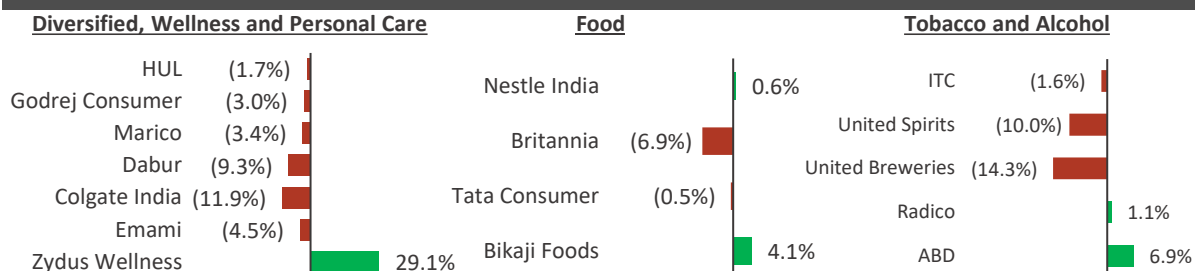 Diversified, Wellness and Personal Care
HUL (1.7%)
Godrej Consumer (3.0%)
Marico (3.4%)
Dabur (9.3%)
Colgate India (11.9%)
Emami (4.5%)
Zydus Wellness 29.1%
Food
Nestle India 0.6%
Britannia (6.9%)
Tata Consumer (0.5%)
Bikaji Foods 4.1%
Tobacco and Alcohol
ITC (1.6%)
United Spirits (10.0%)
United Breweries (14.3%)
Radico 1.1%
ABD 6.9%